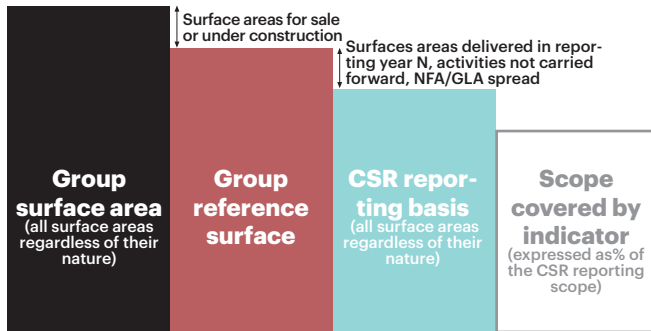 Surface areas for sale
or under construction
Surfaces areas delivered in repor-
ting year N, activities not carried
forward, NFA/GLA spread
Group
surface area
(all surface areas
regardless of their
nature)
Group
reference
surface
CSR repor-
ting basis
(all surface areas
regardless of their
nature)
Scope
covered by
indicator
(expressed as% of
the CSR reporting
scope)